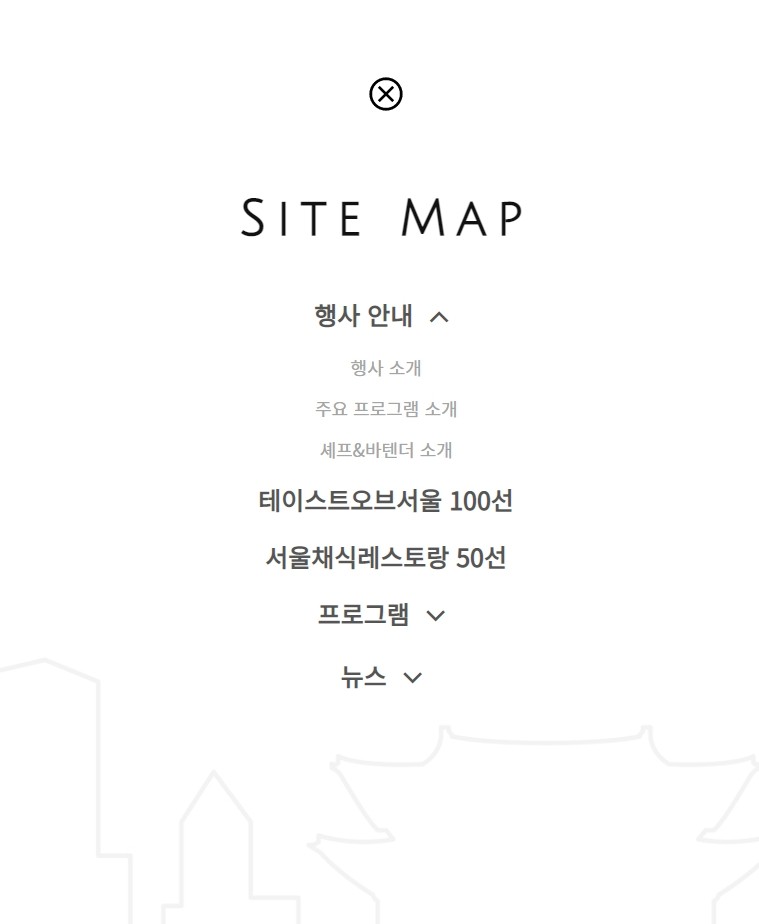 SITE MAP
행사 안내
행사 소개
주요 프로그램 소개
셰프&바텐더 소개
테이스트오브서울 100선
서울채식레스토랑 50선
프로그램
뉴스